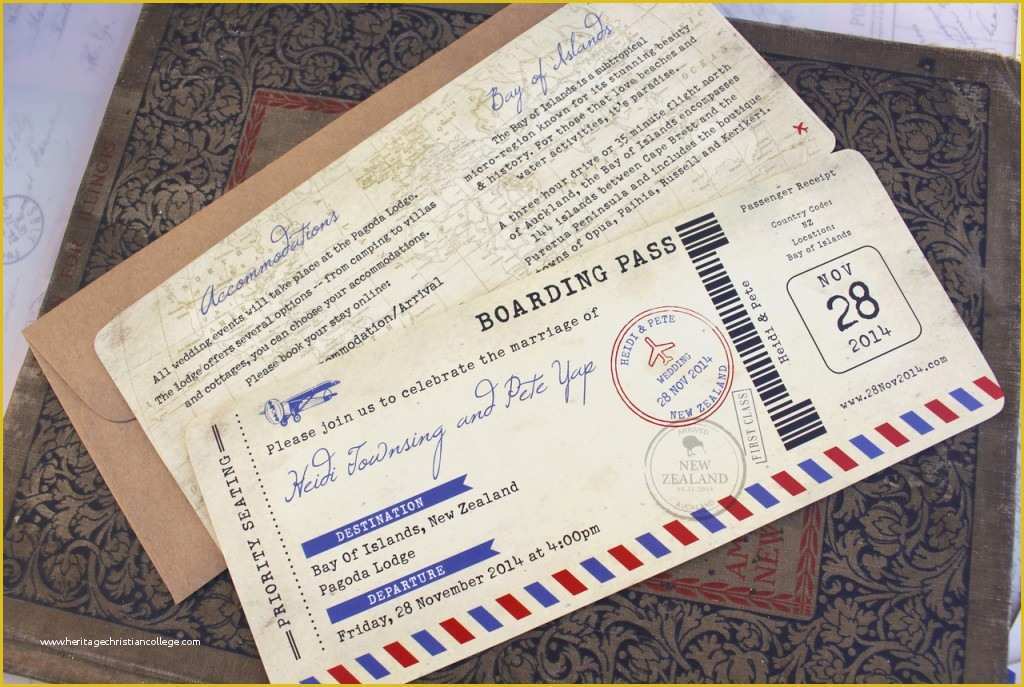 Accommodations
All wedding events will take place at the Pagoda Lodge.
The lodge offers several options -- from camping to villas
and cottages, you can choose your accommodations.
Please book your stay online:
ommodation/Arrival
Bay of Islands
The Bay of Islands is a subtropical
micro-region known for its stunning beauty
& history. For those that love beaches and
water activities, it's paradise.
A three hour drive or 35 minute flight north
of Auckland, the Bay of Islands encompasses
144 islands between Cape Brett and the
Purerua Peninsula and includes the boutique
towns of Opua, Paihia, Russell and Kerikeri.
PRIORITY SEATING
BOARDING PASS
Please join us to celebrate the marriage of
Heidi Townsing and Pete Yap
DESTINATION
Bay Of Islands, New Zealand
Pagoda Lodge
DEPARTURE
Friday, 28 November 2014 at 4:00pm
HEIDI & PETE
WEDDING
28 NOV 2014
NEW ZEALAND
ARRIVED
NEW
ZEALAND
28.11.2014
AUCKLAND
FIRST CLASS
Heidi & Pete
Passenger Receipt
Country Code:
NZ
Location:
Bay of Islands
NOV
28
2014
www.28Nov2014.com
AM
NEW
www.heritagechristiancollege.com